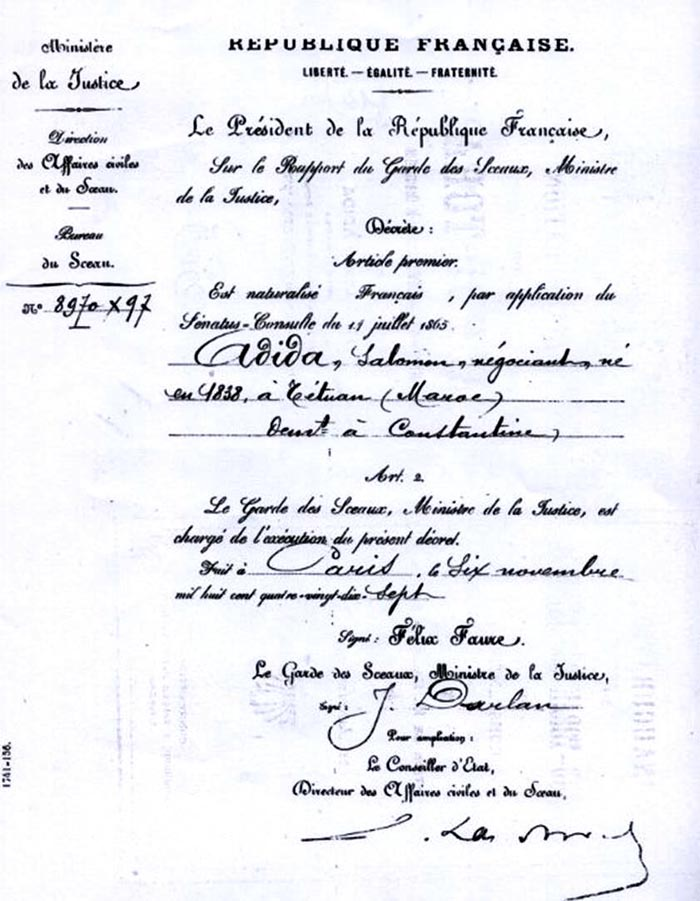 Ministère
de la Justice
Direction
des Affaires civiles
et du Sceau.
Bureau
du Sceau.
N° 8970 X 97
RÉPUBLIQUE FRANÇAISE.
LIBERTÉ. — ÉGALITÉ. — FRATERNITÉ.
Le Président de la République Française,
Sur le Rapport du Garde des Sceaux, Ministre
de la Justice,
Décrète :
Article premier.
Est naturalisé Français , par application du
Sénatus-Consulte du 14 juillet 1865.
Adida, Salomon, négociant, né
en 1838, à Tétuan (Maroc)
demt à Constantine,
Art. 2.
Le Garde des Sceaux, Ministre de la Justice, est
chargé de l'exécution du présent décret.
Fait à Paris, le Six novembre
mil huit cent quatre-vingt-dix-sept
Signé : Félix Faure.
Le Garde des Sceaux, Ministre de la Justice,
Signé : J. Darlan
Pour ampliation :
Le Conseiller d'Etat,
Directeur des Affaires civiles et du Sceau,
1741-156.